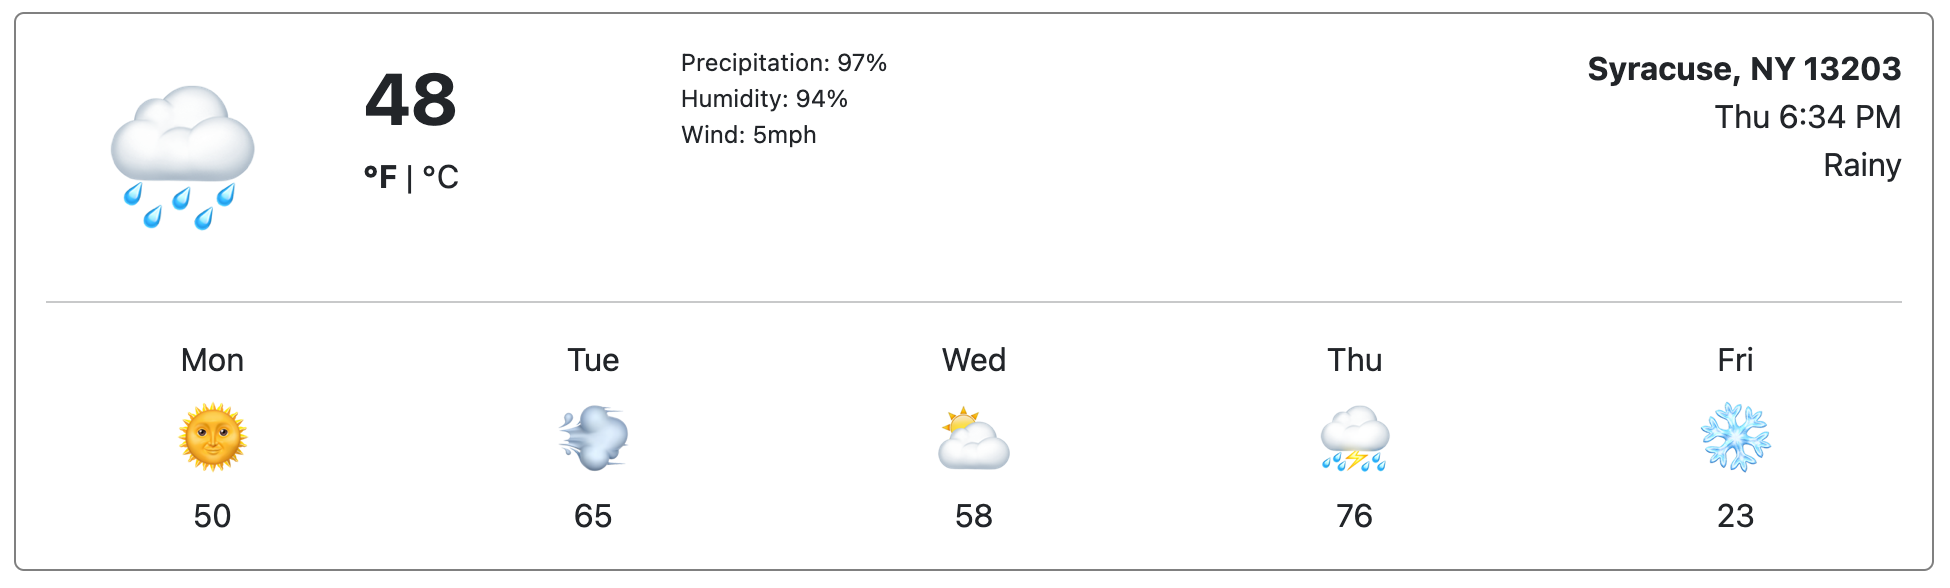 48
°F | °C
Precipitation: 97%
Humidity: 94%
Wind: 5mph
Syracuse, NY 13203
Thu 6:34 PM
Rainy
Mon
Tue
Wed
Thu
Fri
50
65
58
76
23